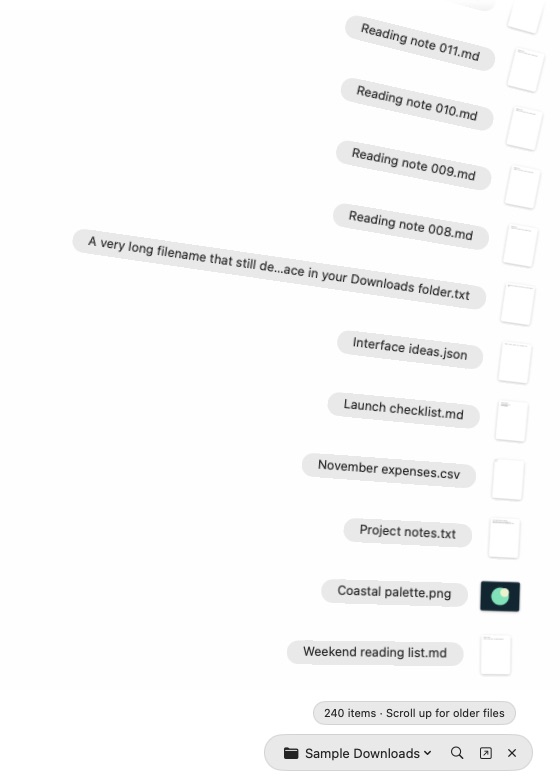 Reading note 011.md
Reading note 010.md
Reading note 009.md
Reading note 008.md
A very long filename that still de...ace in your Downloads folder.txt
Interface ideas.json
Launch checklist.md
November expenses.csv
Project notes.txt
Coastal palette.png
Weekend reading list.md
240 items · Scroll up for older files
Sample Downloads